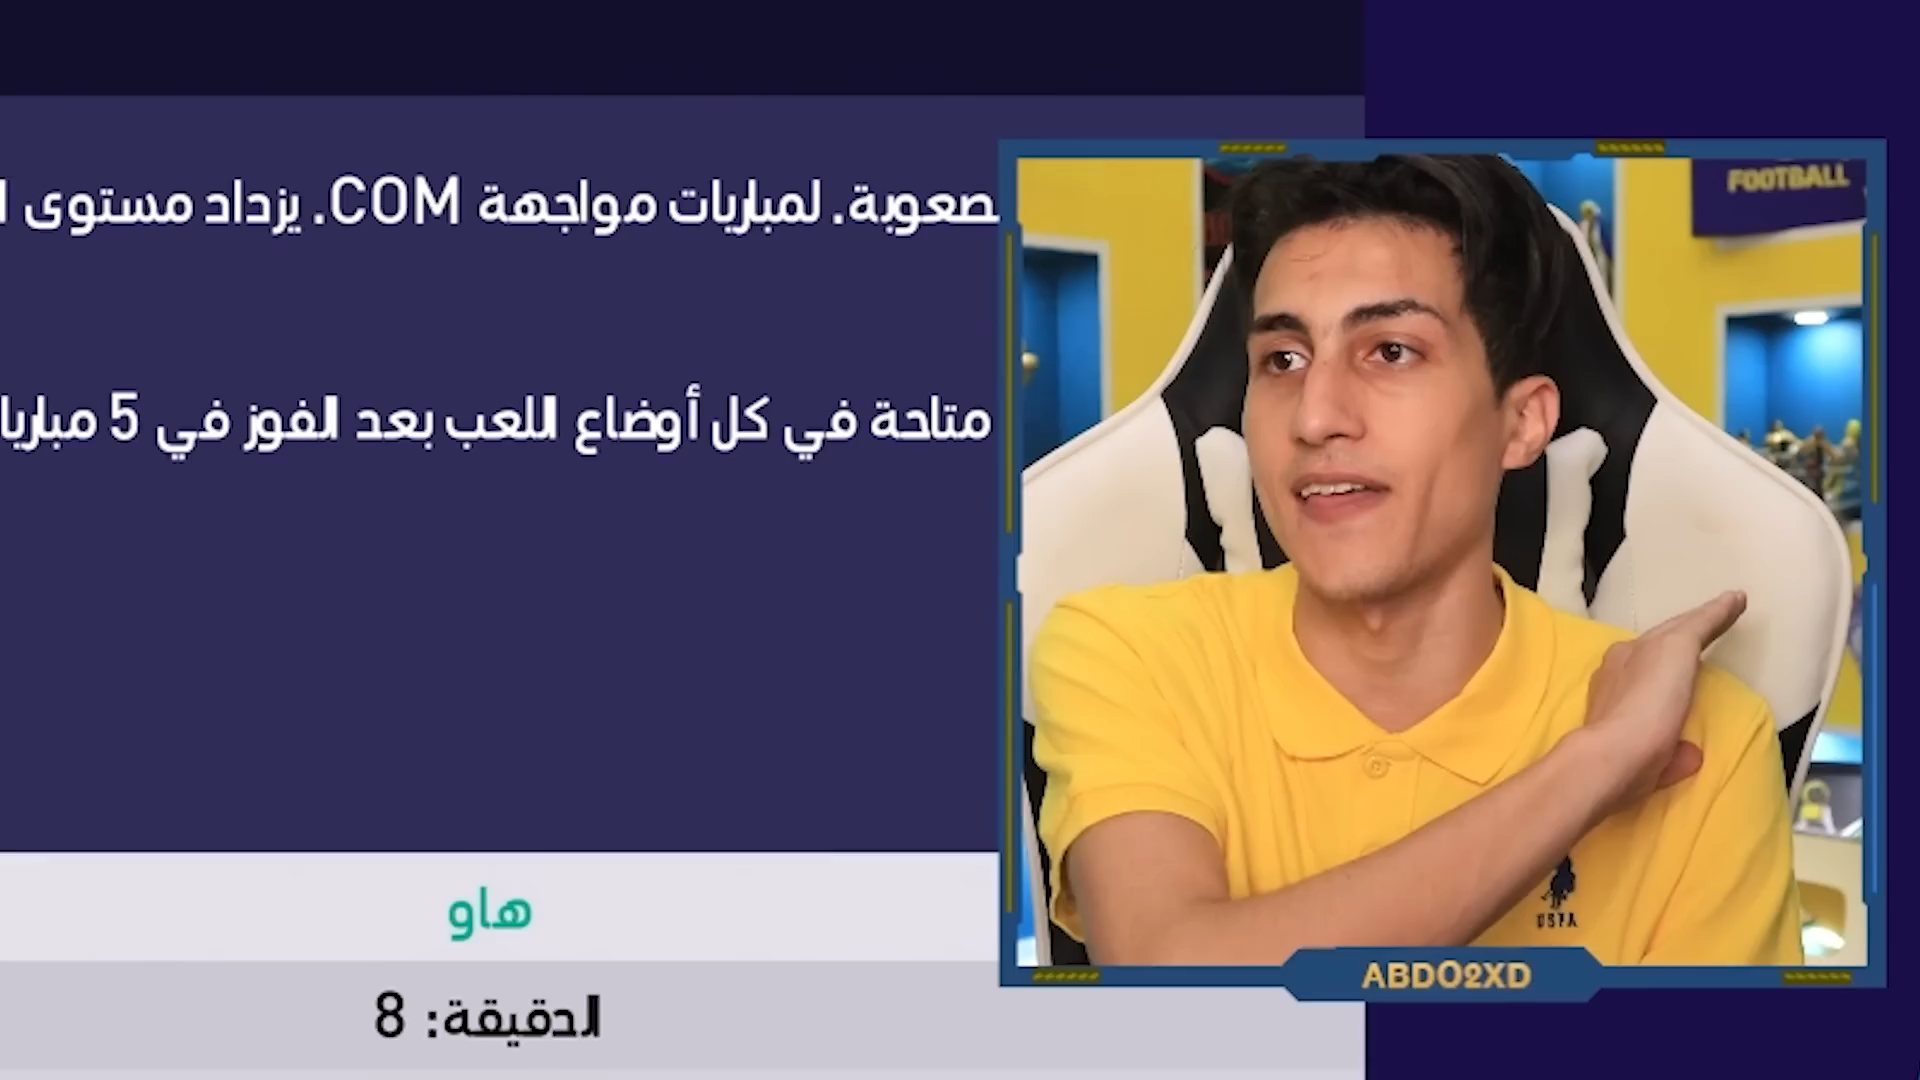 صعوبة. لمباريات مواجهة COM. يزداد مستوى ا
متاحة في كل أوضاع اللعب بعد الفوز في 5 مباريا
هاو
الدقيقة: 8
FOOTBALL
USPA
ABDO2XD